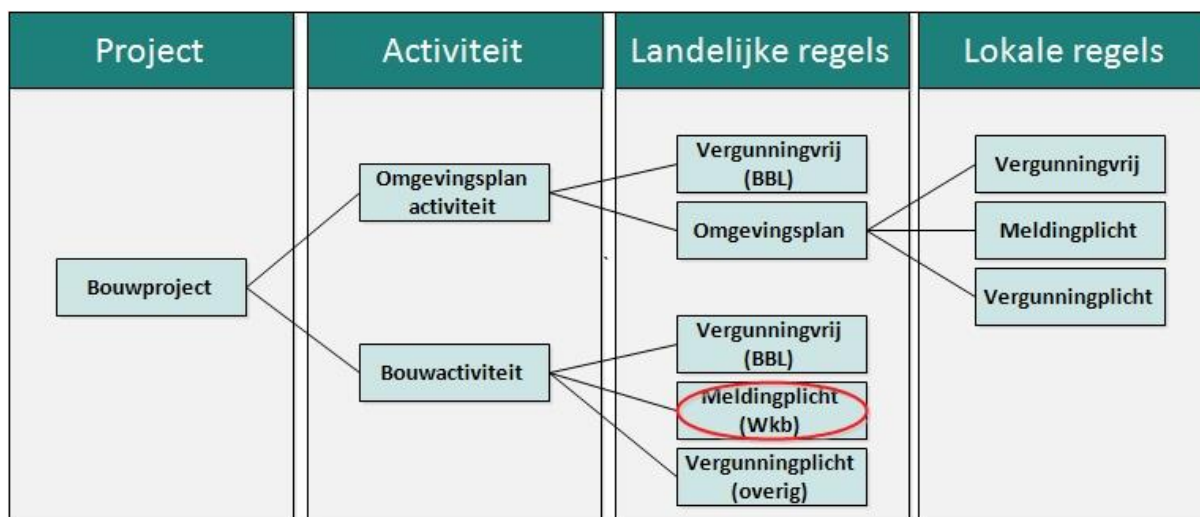 Project
Activiteit
Landelijke regels
Lokale regels
Bouwproject
Omgevingsplan
activiteit
Bouwactiviteit
Vergunningvrij
(BBL)
Omgevingsplan
Vergunningvrij
(BBL)
Meldingplicht
(Wkb)
Vergunningplicht
(overig)
Vergunningvrij
Meldingplicht
Vergunningplicht